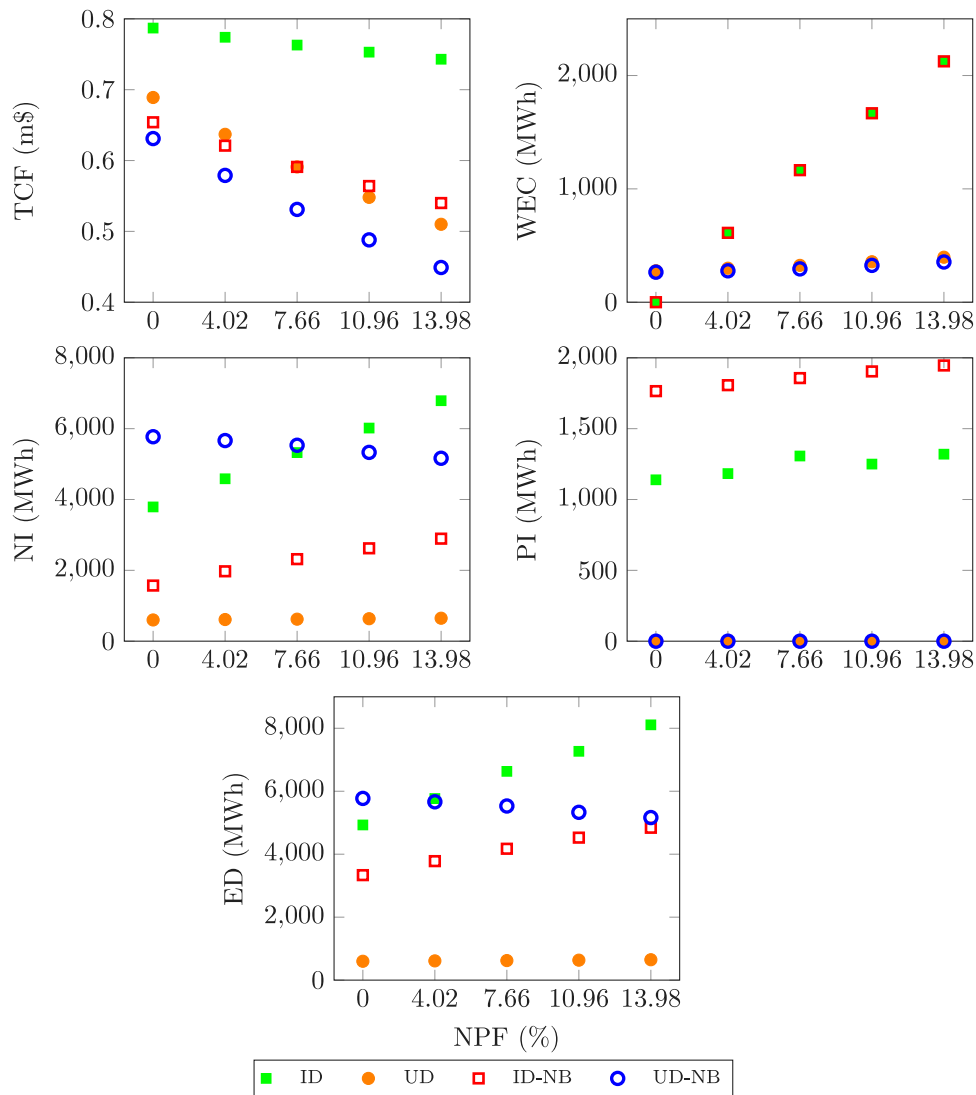 TCF (m$)
0.8
0.7
0.6
0.5
0.4
0 4.02 7.66 10.96 13.98
WEC (MWh)
2,000
1,000
0
0 4.02 7.66 10.96 13.98
NI (MWh)
8,000
6,000
4,000
2,000
0
0 4.02 7.66 10.96 13.98
PI (MWh)
2,000
1,500
1,000
500
0
0 4.02 7.66 10.96 13.98
ED (MWh)
8,000
6,000
4,000
2,000
0
0 4.02 7.66 10.96 13.98
NPF (%)
ID UD ID-NB UD-NB